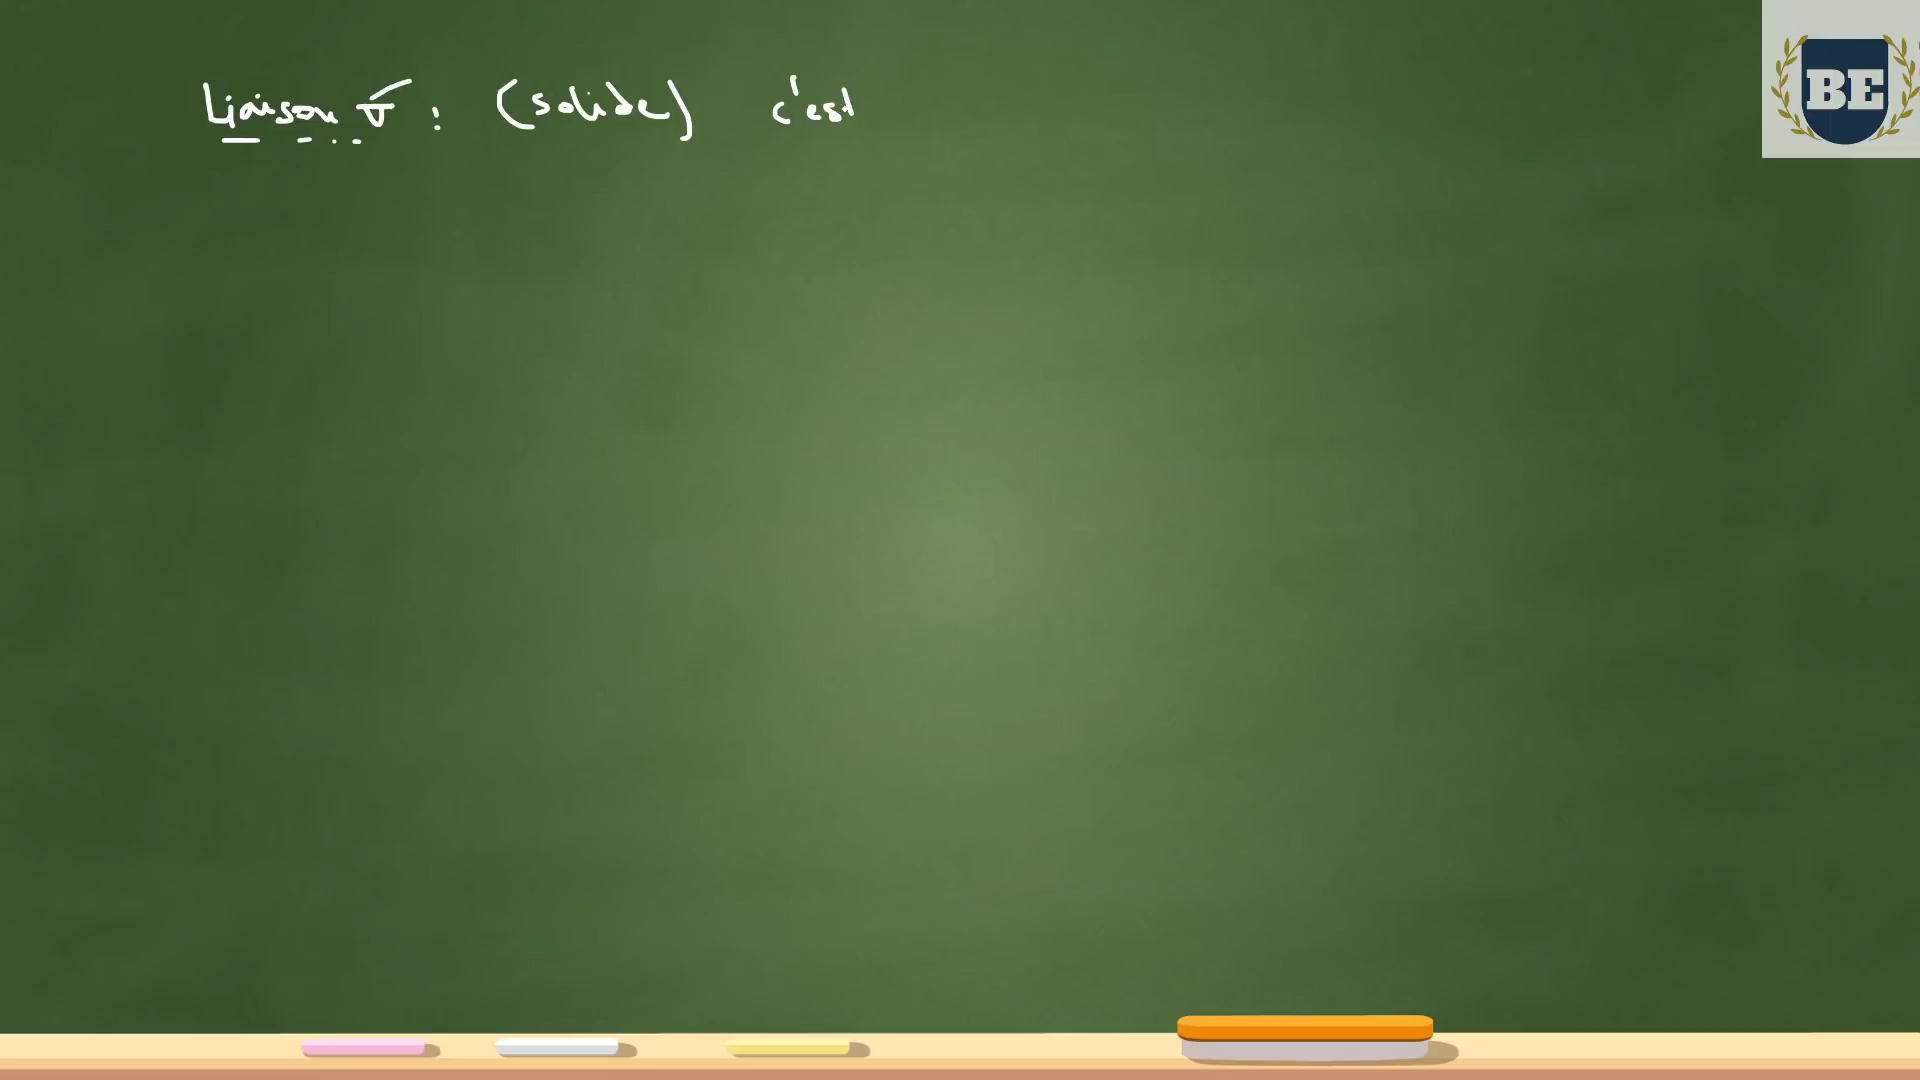 Liaison σ : (solide) c'est
BE